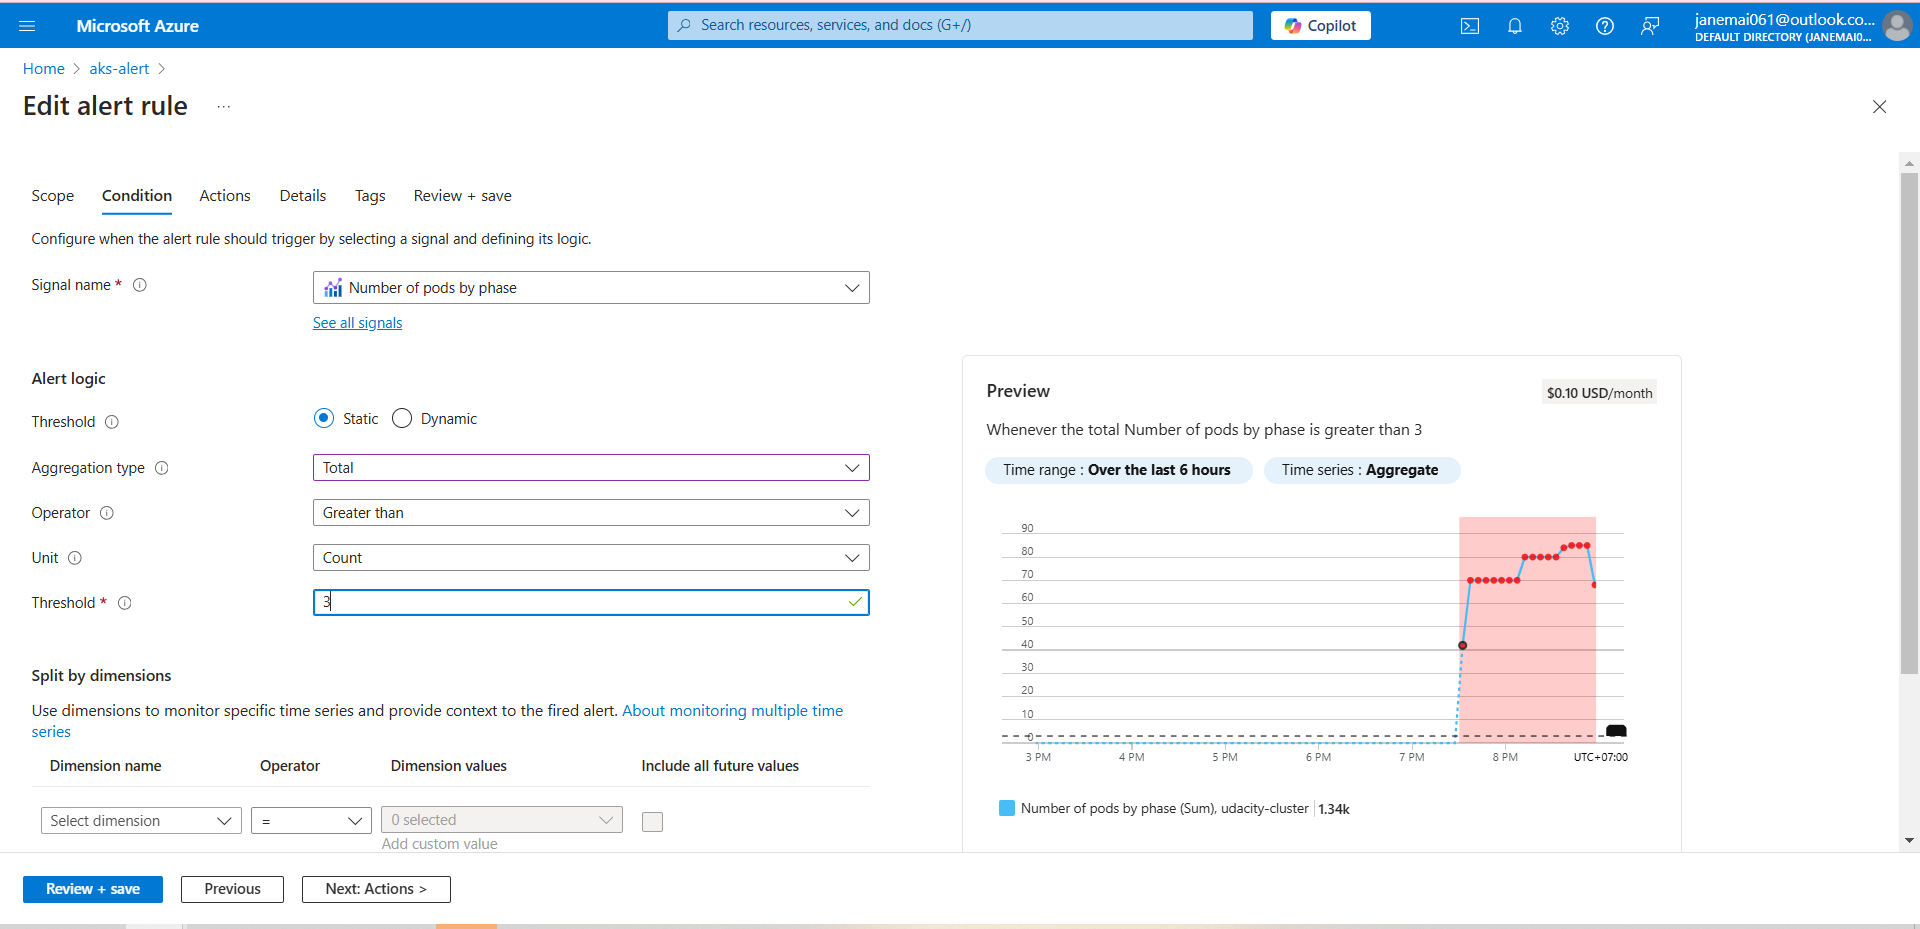 Microsoft Azure
Search resources, services, and docs (G+/)
Copilot
janemai061@outlook.co...
DEFAULT DIRECTORY (JANEMAI0...
Home > aks-alert >
Edit alert rule ...
Scope Condition Actions Details Tags Review + save
Configure when the alert rule should trigger by selecting a signal and defining its logic.
Signal name *
Number of pods by phase
See all signals
Alert logic
Threshold
Static Dynamic
Aggregation type
Total
Operator
Greater than
Unit
Count
Threshold *
3
Split by dimensions
Use dimensions to monitor specific time series and provide context to the fired alert. About monitoring multiple time
series
Dimension name Operator Dimension values Include all future values
Select dimension = 0 selected
Add custom value
Preview
$0.10 USD/month
Whenever the total Number of pods by phase is greater than 3
Time range : Over the last 6 hours Time series : Aggregate
90
80
70
60
50
40
30
20
10
0
3 PM 4 PM 5 PM 6 PM 7 PM 8 PM UTC+07:00
Number of pods by phase (Sum), udacity-cluster 1.34k
Review + save Previous Next: Actions >